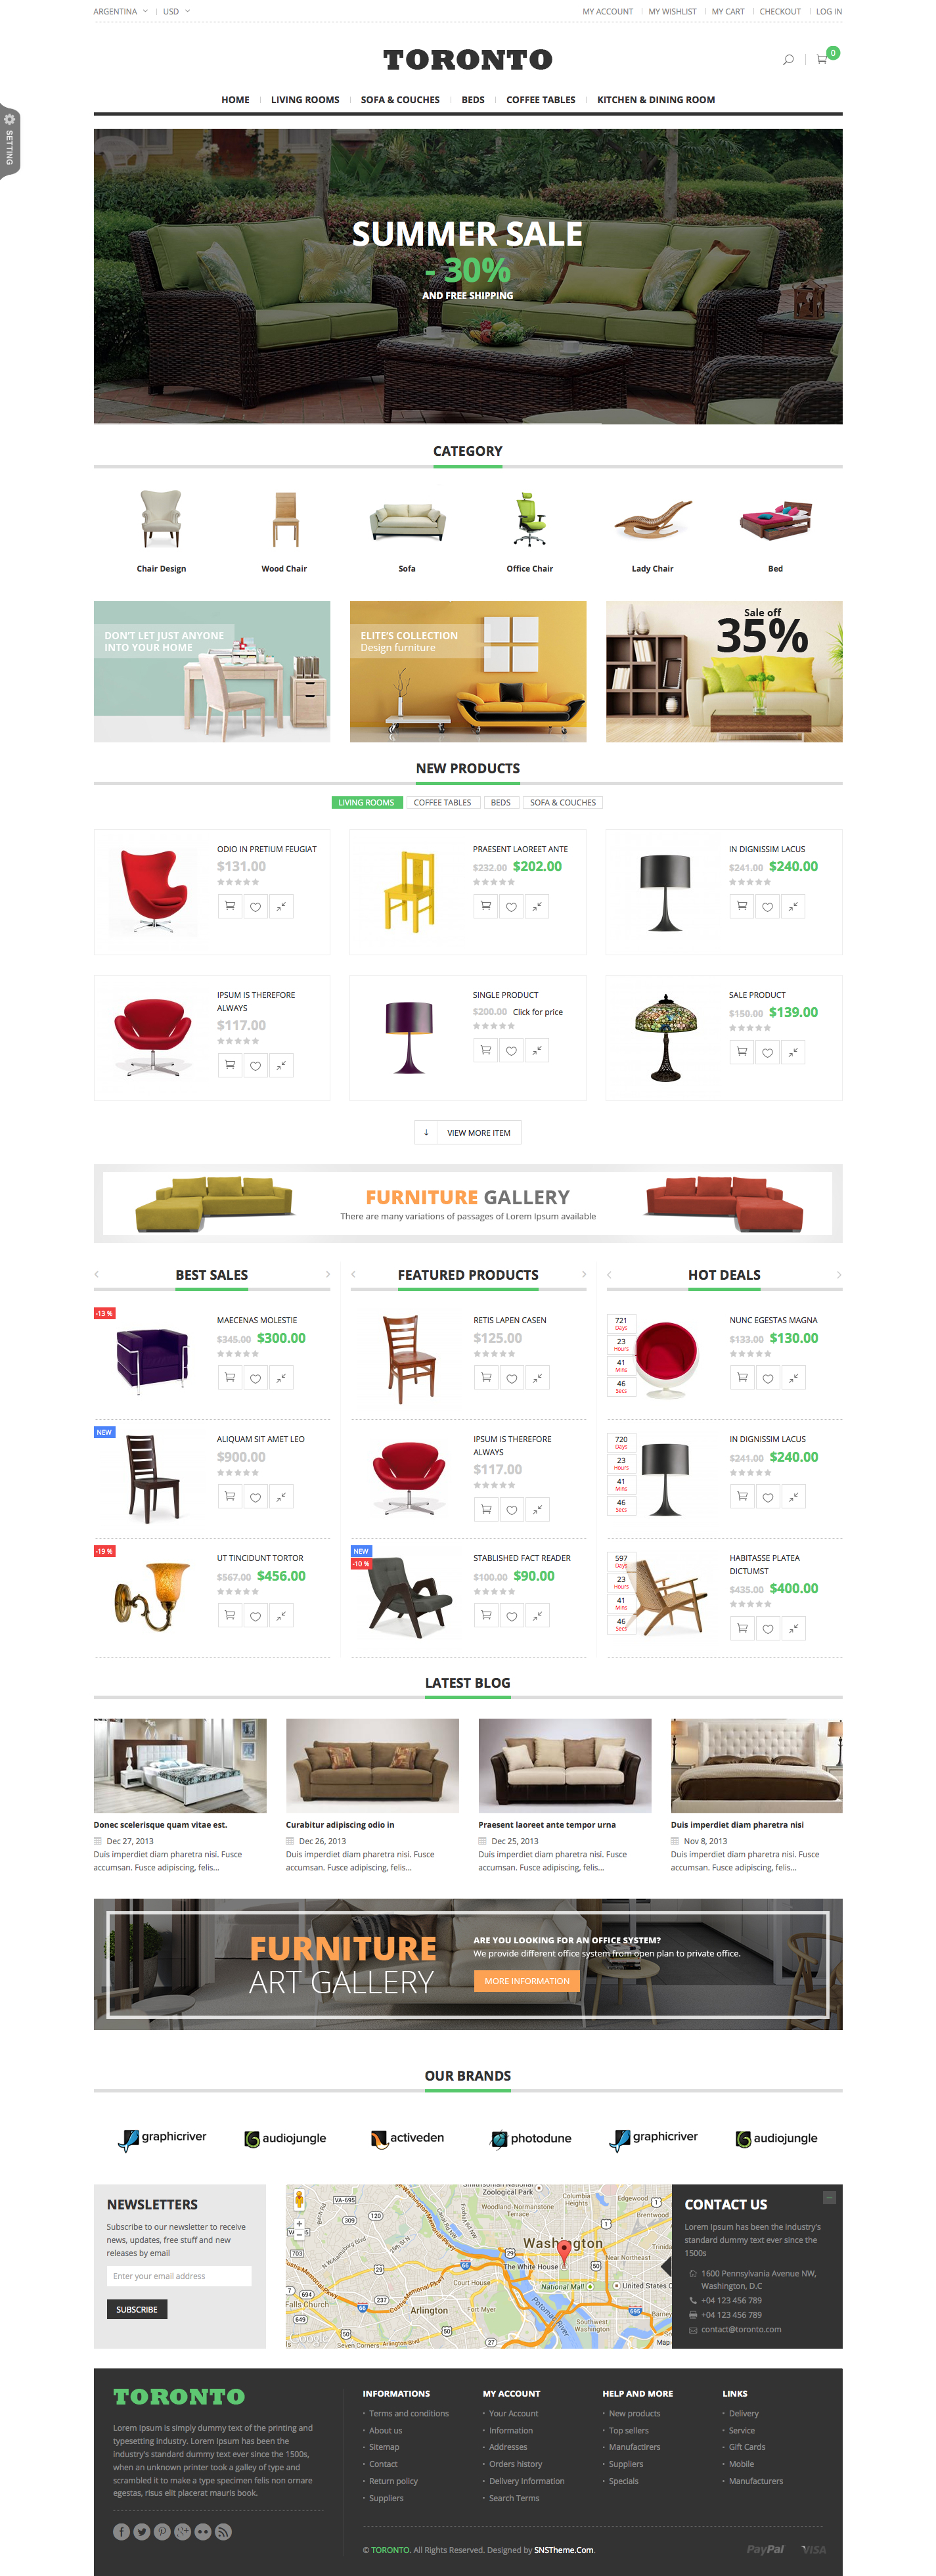 ARGENTINA
USD
MY ACCOUNT
MY WISHLIST
MY CART
CHECKOUT
LOG IN
TORONTO
0
HOME
LIVING ROOMS
SOFA & COUCHES
BEDS
COFFEE TABLES
KITCHEN & DINING ROOM
SETTING
SUMMER SALE
- 30%
AND FREE SHIPPING
CATEGORY
Chair Design
Wood Chair
Sofa
Office Chair
Lady Chair
Bed
DON'T LET JUST ANYONE
INTO YOUR HOME
ELITE'S COLLECTION
Design furniture
Sale off
35%
NEW PRODUCTS
LIVING ROOMS
COFFEE TABLES
BEDS
SOFA & COUCHES
ODIO IN PRETIUM FEUGIAT
$131.00
PRAESENT LAOREET ANTE
$232.00 $202.00
IN DIGNISSIM LACUS
$241.00 $240.00
IPSUM IS THEREFORE
ALWAYS
$117.00
SINGLE PRODUCT
$200.00 Click for price
SALE PRODUCT
$150.00 $139.00
VIEW MORE ITEM
FURNITURE GALLERY
There are many variations of passages of Lorem Ipsum available
BEST SALES
-13 %
MAECENAS MOLESTIE
$345.00 $300.00
NEW
ALIQUAM SIT AMET LEO
$900.00
-19 %
UT TINCIDUNT TORTOR
$567.00 $456.00
FEATURED PRODUCTS
RETIS LAPEN CASEN
$125.00
IPSUM IS THEREFORE
ALWAYS
$117.00
NEW
-10 %
STABLISHED FACT READER
$100.00 $90.00
HOT DEALS
721
Days
23
Hours
41
Mins
46
Secs
NUNC EGESTAS MAGNA
$133.00 $130.00
720
Days
23
Hours
41
Mins
46
Secs
IN DIGNISSIM LACUS
$241.00 $240.00
597
Days
23
Hours
41
Mins
46
Secs
HABITASSE PLATEA
DICTUMST
$435.00 $400.00
LATEST BLOG
Donec scelerisque quam vitae est.
Dec 27, 2013
Duis imperdiet diam pharetra nisi. Fusce
accumsan. Fusce adipiscing, felis...
Curabitur adipiscing odio in
Dec 26, 2013
Duis imperdiet diam pharetra nisi. Fusce
accumsan. Fusce adipiscing, felis...
Praesent laoreet ante tempor urna
Dec 25, 2013
Duis imperdiet diam pharetra nisi. Fusce
accumsan. Fusce adipiscing, felis...
Duis imperdiet diam pharetra nisi
Nov 8, 2013
Duis imperdiet diam pharetra nisi. Fusce
accumsan. Fusce adipiscing, felis...
FURNITURE
ART GALLERY
ARE YOU LOOKING FOR AN OFFICE SYSTEM?
We provide different office system from open plan to private office.
MORE INFORMATION
OUR BRANDS
graphicriver
audiojungle
activeden
photodune
graphicriver
audiojungle
NEWSLETTERS
Subscribe to our newsletter to receive
news, updates, free stuff and new
releases by email
Enter your email address
SUBSCRIBE
Zoological Park
Columbia
Heights
Edgewood
Brentwood
Woodland-Normanstone
Terrace
Washington
The White House
Near Northeast
National Mall
United States C
Court House
Arlington
Fort Myer
Falls Church
Seven Corners
Arlington Blvd
Southwest
Washington
Potomac River
Map
CONTACT US
Lorem Ipsum has been the industry's
standard dummy text ever since the
1500s
1600 Pennsylvania Avenue NW,
Washington, D.C
+04 123 456 789
+04 123 456 789
contact@toronto.com
TORONTO
Lorem Ipsum is simply dummy text of the printing and
typesetting industry. Lorem Ipsum has been the
industry's standard dummy text ever since the 1500s,
when an unknown printer took a galley of type and
scrambled it to make a type specimen felis non ornare
egestas, risus elit placerat mauris book.
INFORMATIONS
Terms and conditions
About us
Sitemap
Contact
Return policy
Suppliers
MY ACCOUNT
Your Account
Information
Addresses
Orders history
Delivery Information
Search Terms
HELP AND MORE
New products
Top sellers
Manufactirers
Suppliers
Specials
LINKS
Delivery
Service
Gift Cards
Mobile
Manufacturers
© TORONTO. All Rights Reserved. Designed by SNSTheme.Com.
PayPal
VISA